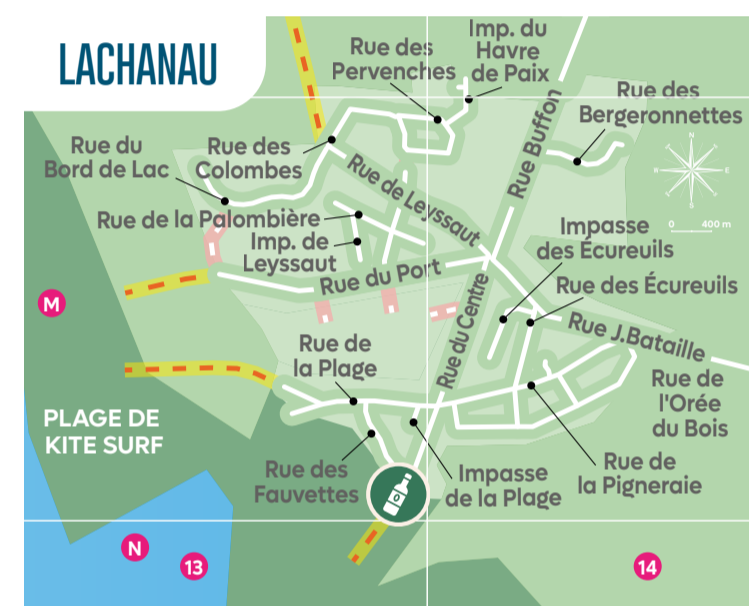 LACHANAU
Imp. du
Havre
de Paix
Rue des
Pervenches
Rue des
Bergeronnettes
Rue Buffon
Rue du
Bord de Lac
Rue des
Colombes
N
E
S
0 400 m
Rue de Leyssaut
Rue de la Palombière
Imp. de
Leyssaut
Impasse
des Écureuils
Rue du Port
Rue des Écureuils
M
Rue du Centre
Rue J.Bataille
Rue de
la Plage
Rue de
l'Orée
du Bois
PLAGE DE
KITE SURF
Rue des
Fauvettes
Impasse
de la Plage
Rue de
la Pigneraie
N
13
14